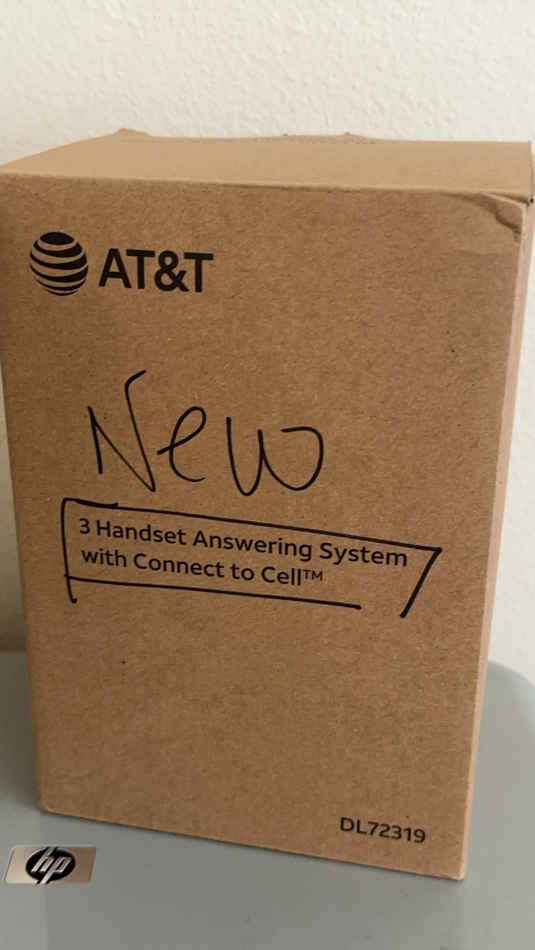 AT&T
New
3 Handset Answering System
with Connect to Cell™
DL72319
hp